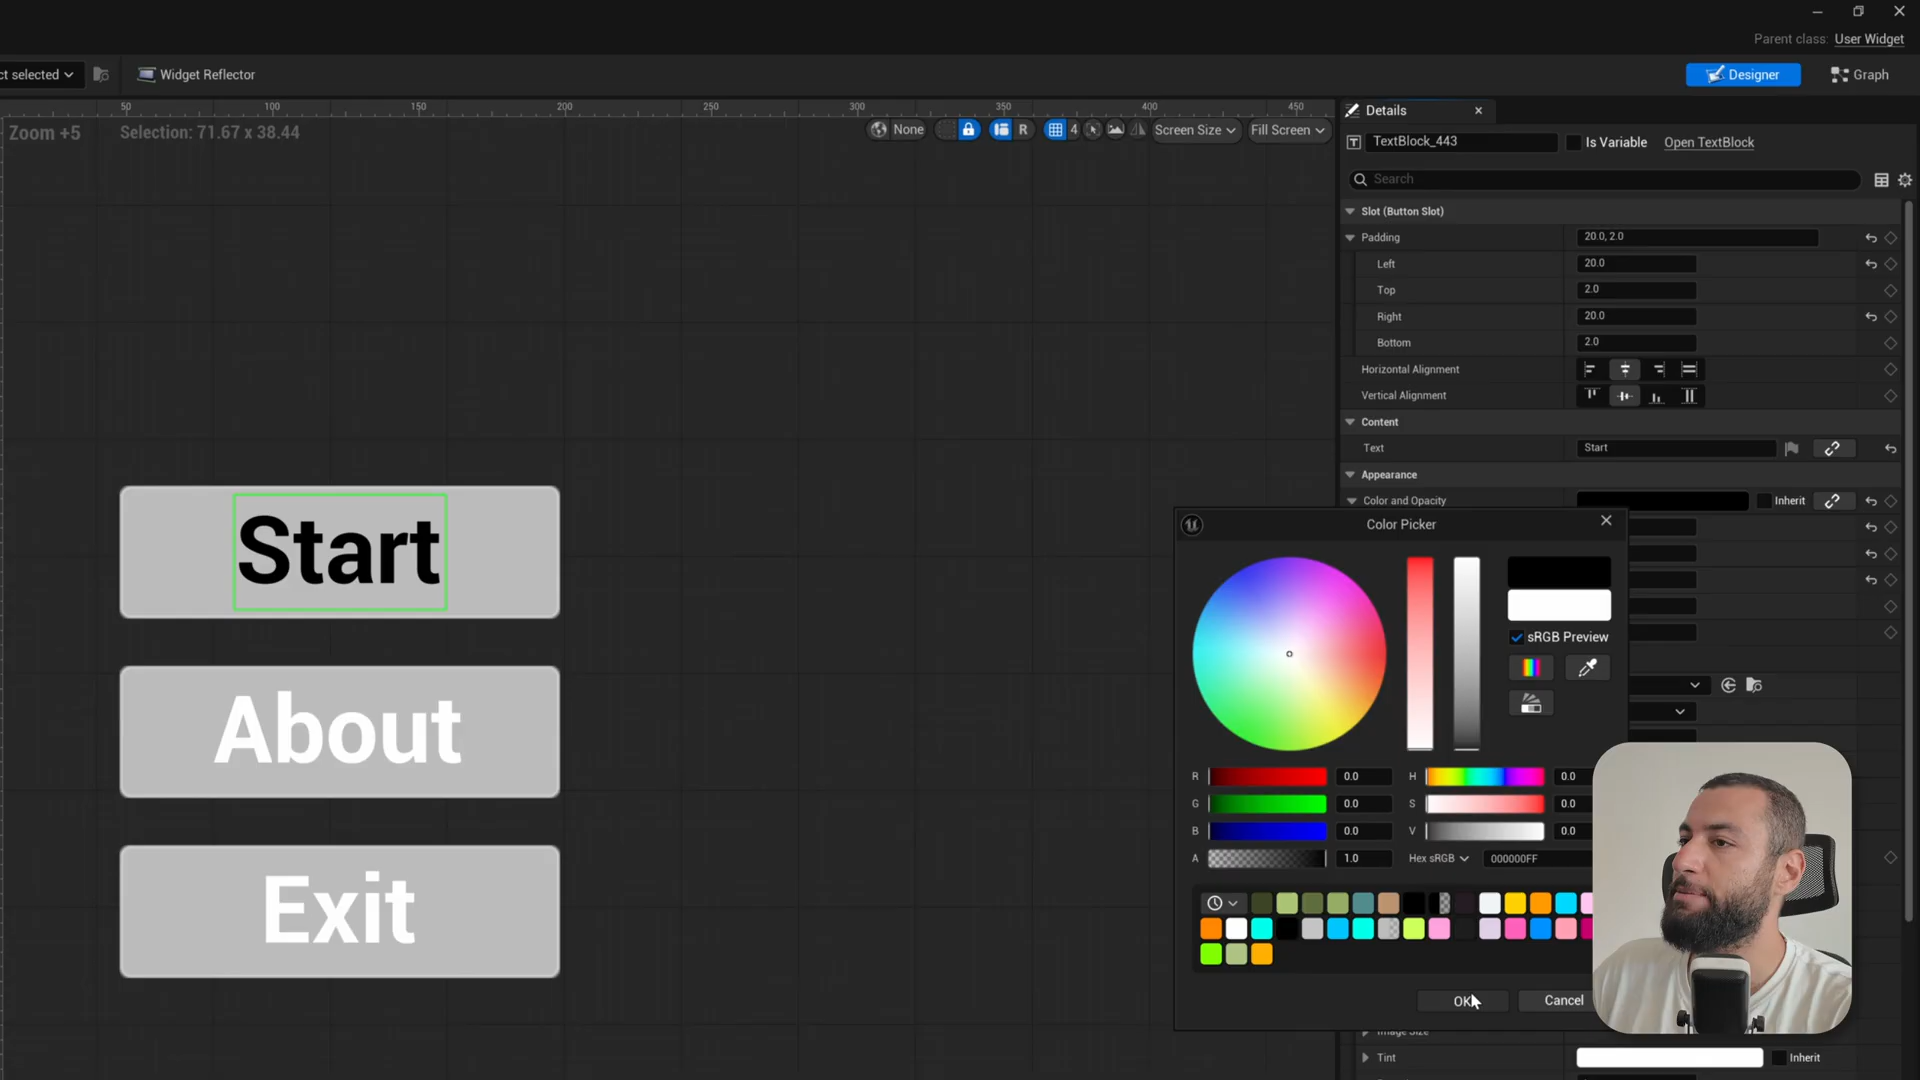 Parent class: User Widget
ct selected
Widget Reflector
Designer
Graph
50 100 150 200 250 300 350 400 450
Zoom +5
Selection: 71.67 x 38.44
None
R
4
Screen Size
Fill Screen
Details
TextBlock_443
Is Variable
Open TextBlock
Search
Slot (Button Slot)
Padding
20.0, 2.0
Left
20.0
Top
2.0
Right
20.0
Bottom
2.0
Horizontal Alignment
Vertical Alignment
Content
Text
Start
Appearance
Color and Opacity
Inherit
Start
About
Exit
Color Picker
sRGB Preview
R 0.0
H 0.0
G 0.0
S 0.0
B 0.0
V 0.0
A 1.0
Hex sRGB
000000FF
OK
Cancel
Image Size
Tint
Inherit